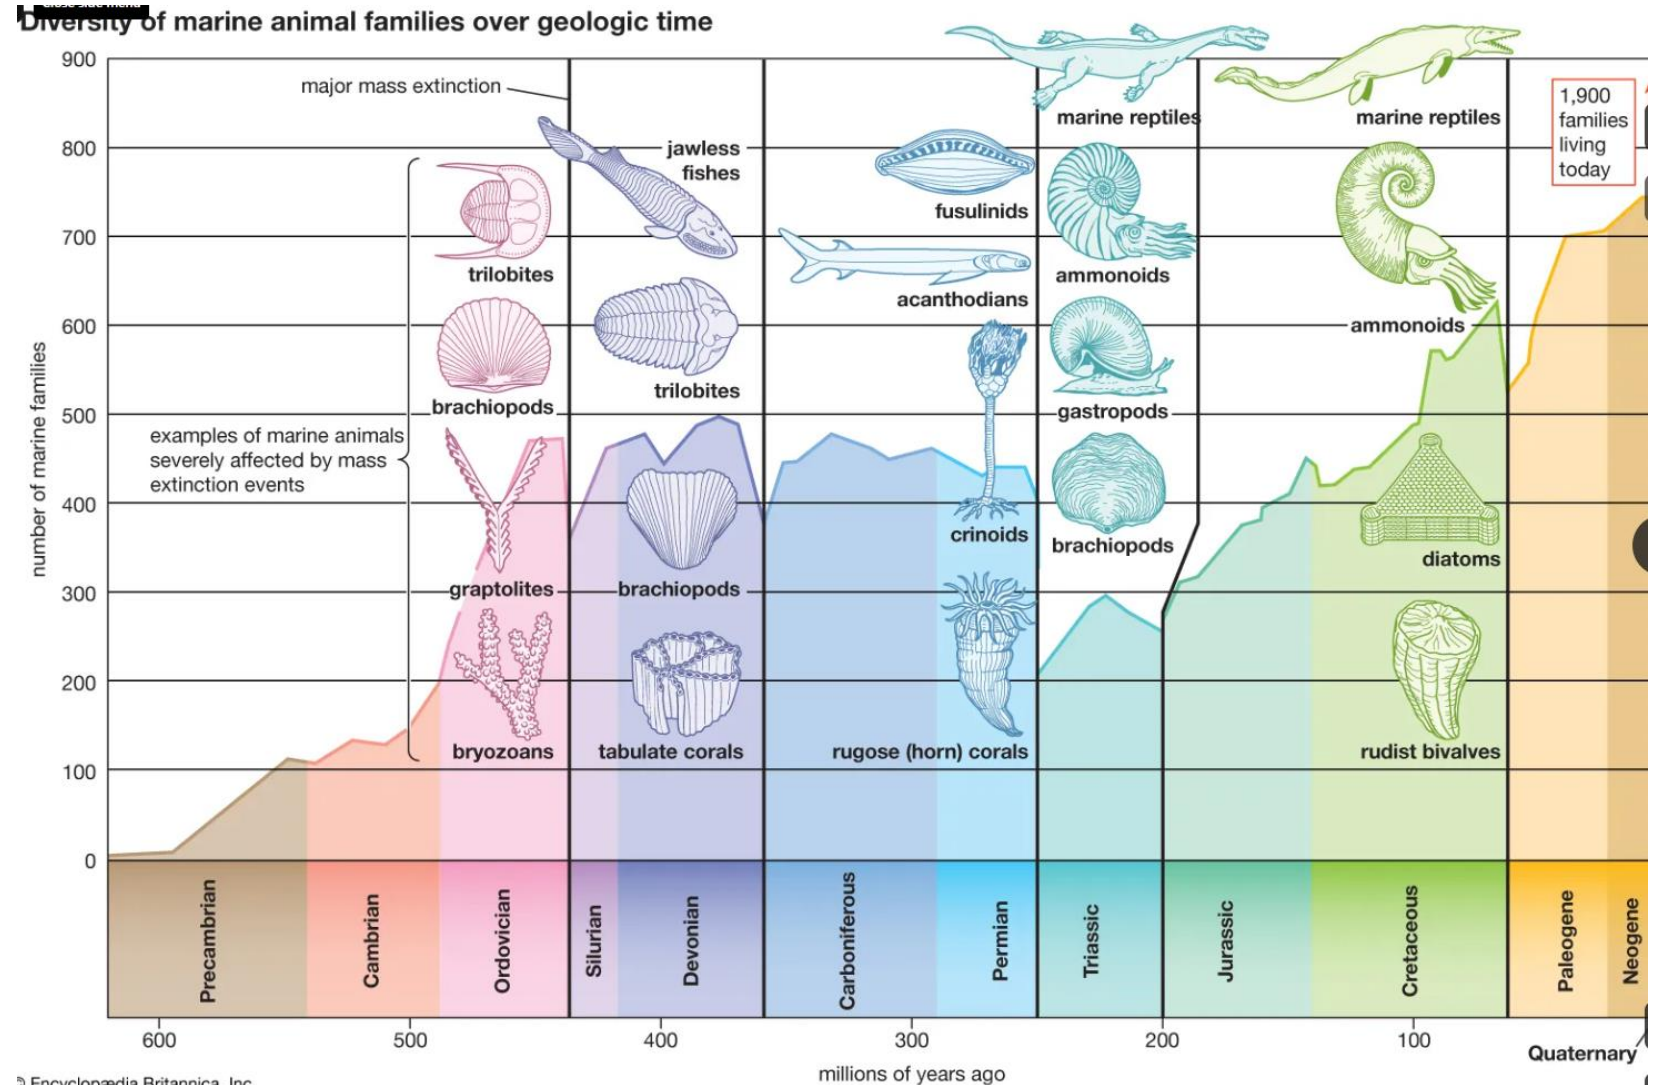 Close side menu
Diversity of marine animal families over geologic time
900
800
700
600
500
400
300
200
100
0
number of marine families
major mass extinction
examples of marine animals
severely affected by mass
extinction events
trilobites
brachiopods
graptolites
bryozoans
jawless
fishes
trilobites
brachiopods
tabulate corals
fusulinids
acanthodians
crinoids
rugose (horn) corals
marine reptiles
ammonoids
gastropods
brachiopods
marine reptiles
ammonoids
diatoms
rudist bivalves
1,900
families
living
today
Precambrian
Cambrian
Ordovician
Silurian
Devonian
Carboniferous
Permian
Triassic
Jurassic
Cretaceous
Paleogene
Neogene
Quaternary
600
500
400
300
200
100
millions of years ago
Encyclopædia Britannica, Inc.